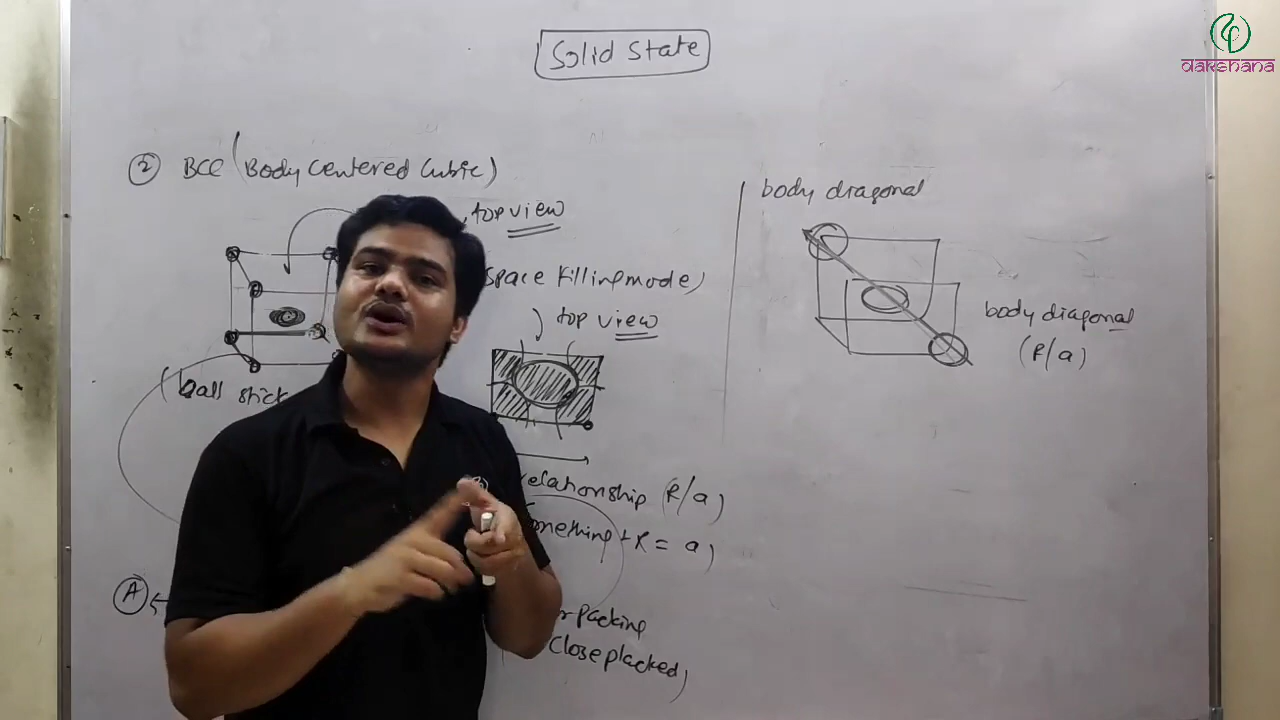 Solid State
dakshana
② BCC (Body Centered Cubic)
top view
body diagonal
space filling mode)
top view
body diagonal
(R/a)
(ball stick
relationship (R/a)
Something + R = a)
A
packing
Close placked)